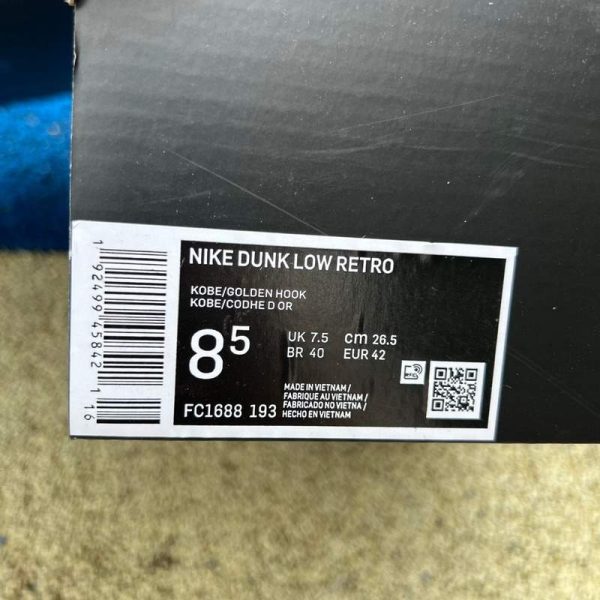 NIKE DUNK LOW RETRO
KOBE/GOLDEN HOOK
KOBE/CODHE D OR
8⁵
UK 7.5 cm 26.5
BR 40 EUR 42
MADE IN VIETNAM /
FABRIQUE AU VIETNAM /
FABRICADO NO VIETNA /
HECHO EN VIETNAM
FC1688 193
1 92499 45842 1
16